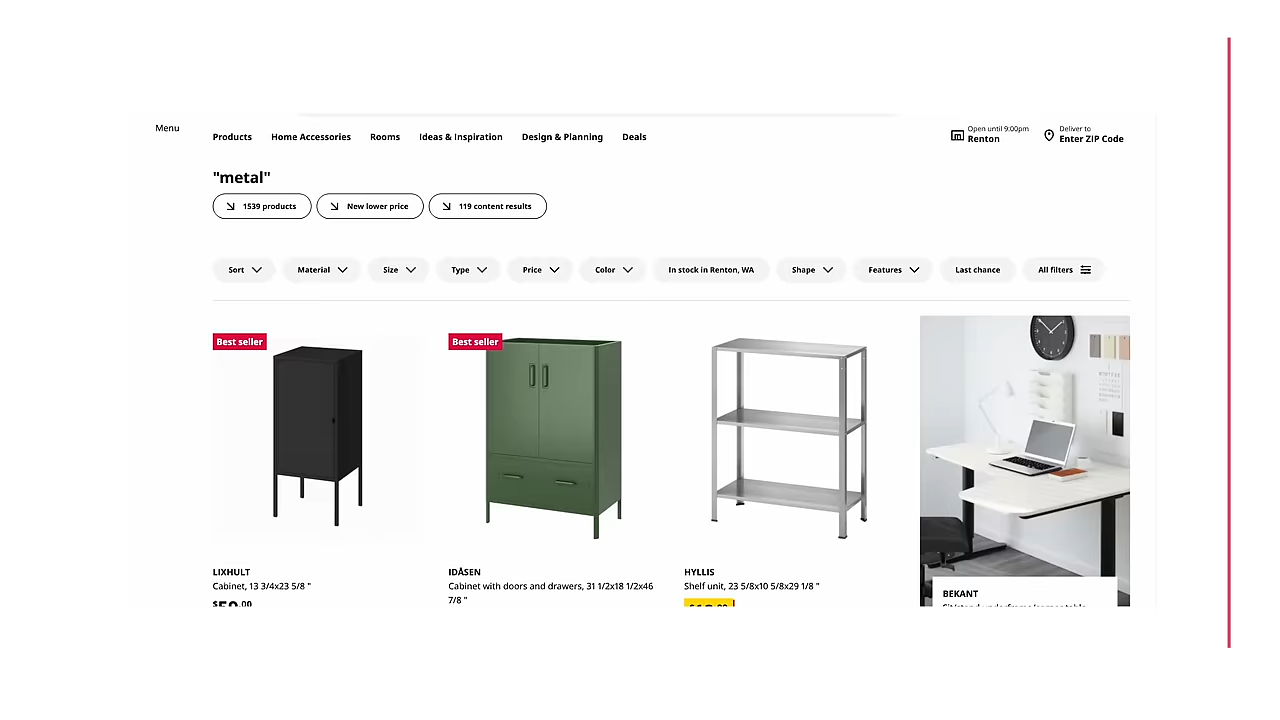 Menu
Products Home Accessories Rooms Ideas & Inspiration Design & Planning Deals
Open until 9:00pm
Renton
Deliver to
Enter ZIP Code
"metal"
1539 products New lower price 119 content results
Sort Material Size Type Price Color In stock in Renton, WA Shape Features Last chance All filters
Best seller
Best seller
LIXHULT
Cabinet, 13 3/4x23 5/8 "
IDÅSEN
Cabinet with doors and drawers, 31 1/2x18 1/2x46
7/8 "
HYLLIS
Shelf unit, 23 5/8x10 5/8x29 1/8 "
BEKANT